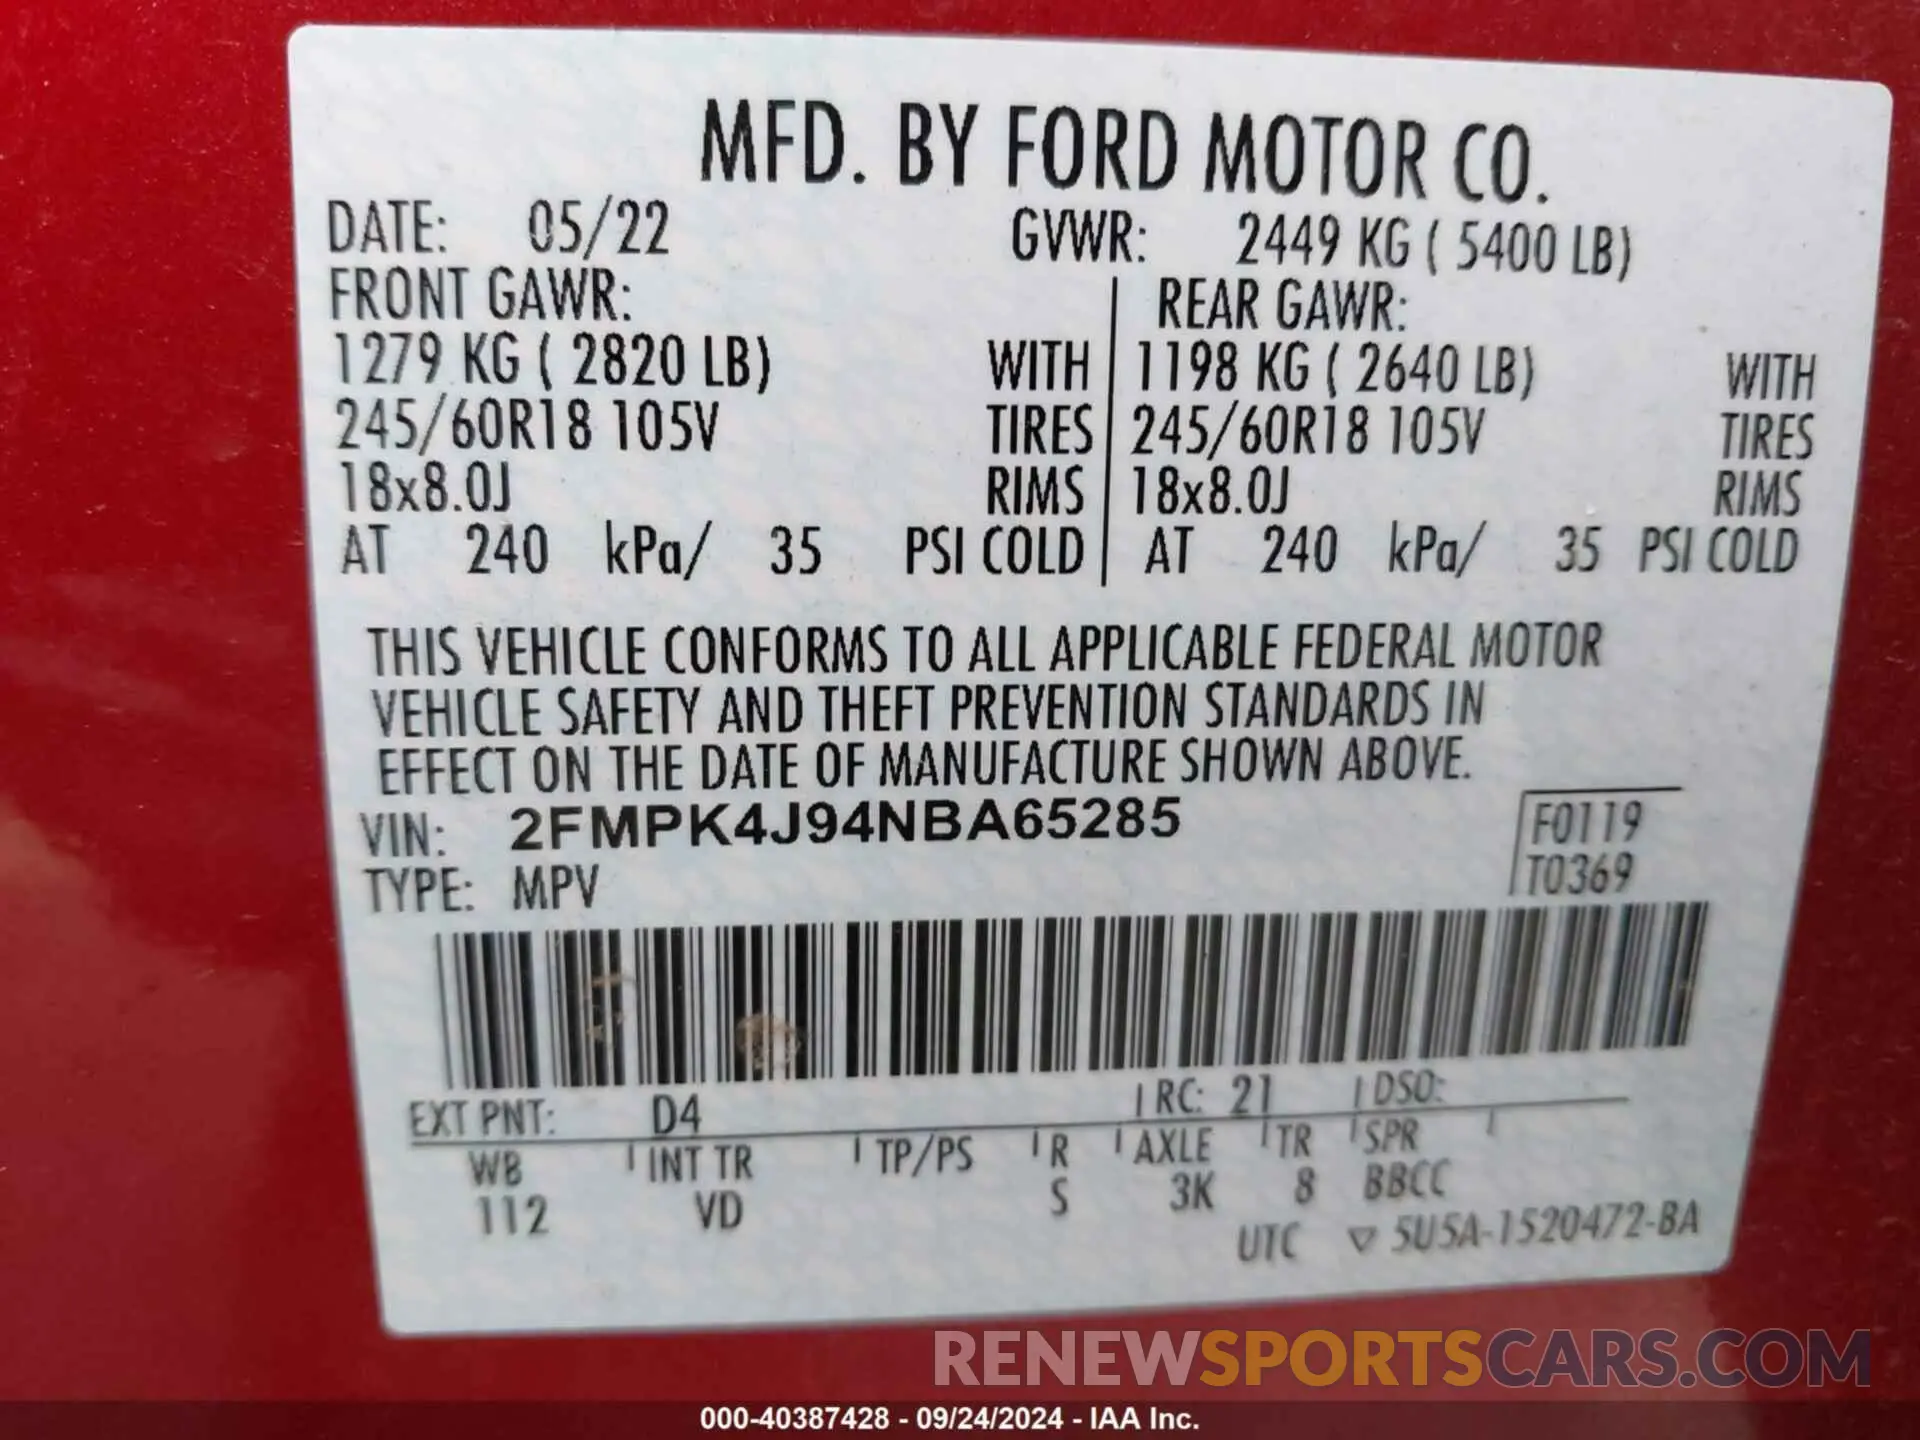 MFD. BY FORD MOTOR CO.
DATE: 05/22 GVWR: 2449 KG ( 5400 LB)
FRONT GAWR: REAR GAWR:
1279 KG ( 2820 LB) WITH 1198 KG ( 2640 LB) WITH
245/60R18 105V TIRES 245/60R18 105V TIRES
18x8.0J RIMS 18x8.0J RIMS
AT 240 kPa/ 35 PSI COLD AT 240 kPa/ 35 PSI COLD
THIS VEHICLE CONFORMS TO ALL APPLICABLE FEDERAL MOTOR
VEHICLE SAFETY AND THEFT PREVENTION STANDARDS IN
EFFECT ON THE DATE OF MANUFACTURE SHOWN ABOVE.
VIN: 2FMPK4J94NBA65285 F0119
TYPE: MPV T0369
EXT PNT: D4 RC: 21 DSO:
WB INT TR TP/PS R AXLE TR SPR
112 VD S 3K 8 BBCC
UTC ▽ 5U5A-1520472-BA
RENEWSPORTSCARS.COM
000-40387428 - 09/24/2024 - IAA Inc.